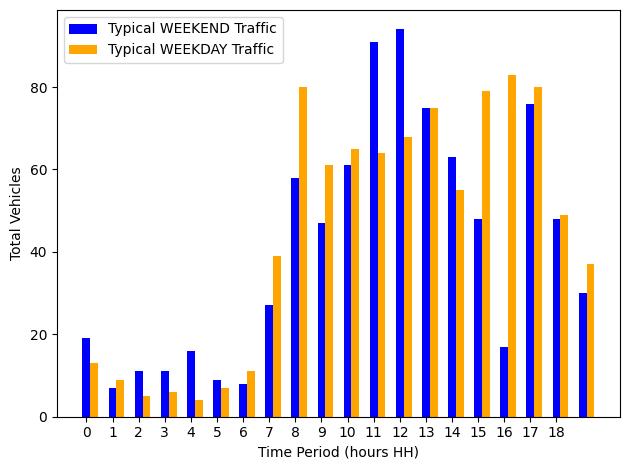 Typical WEEKEND Traffic
Typical WEEKDAY Traffic
80
60
40
20
0
Total Vehicles
0 1 2 3 4 5 6 7 8 9 10 11 12 13 14 15 16 17 18
Time Period (hours HH)